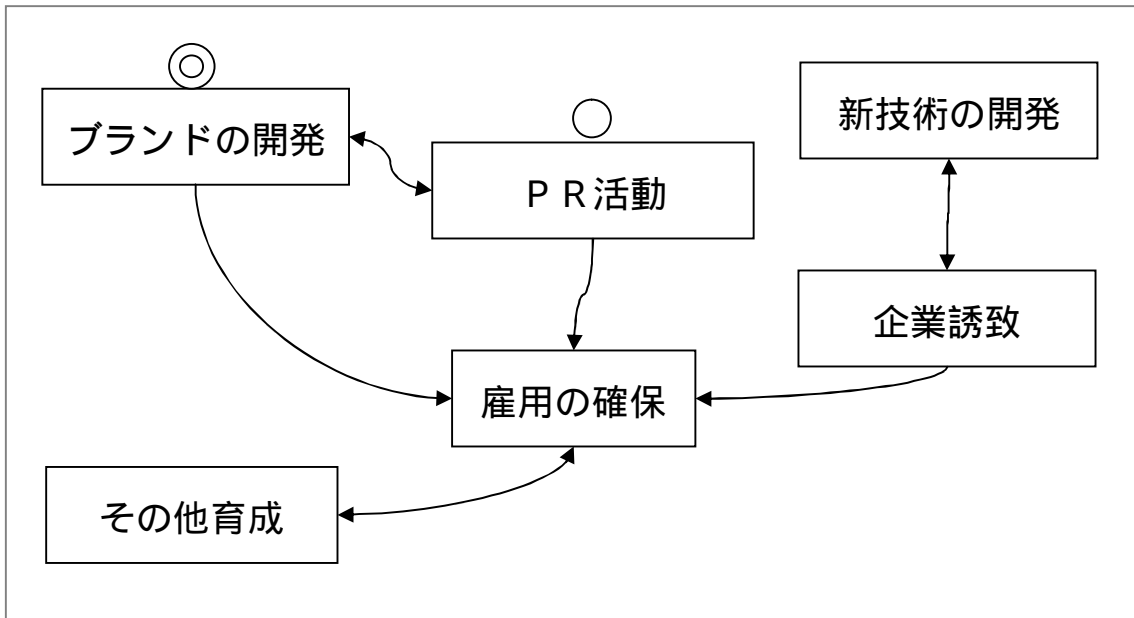 ブランドの開発
ＰＲ活動
新技術の開発
企業誘致
雇用の確保
その他育成